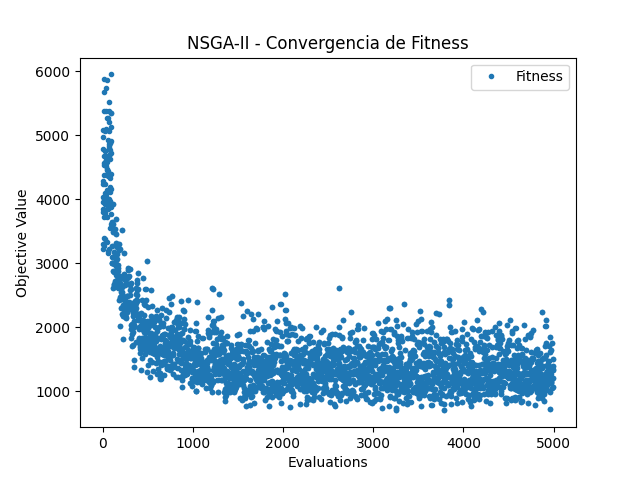 NSGA-II - Convergencia de Fitness
Fitness
6000
5000
4000
3000
2000
1000
Objective Value
0 1000 2000 3000 4000 5000
Evaluations